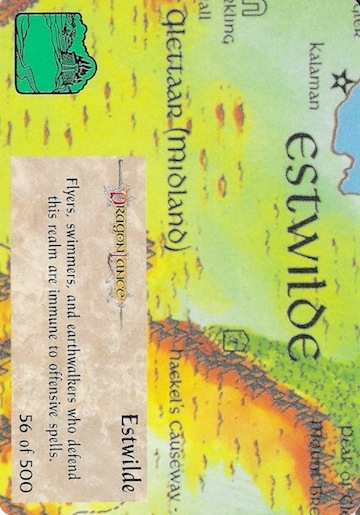 Kalaman
ESTWILDE
Hettaar (Midland)
Haekel's Causeway
DRAGONLANCE
Estwilde
Flyers, swimmers, and earthwalkers who defend
this realm are immune to offensive spells.
56 of 500